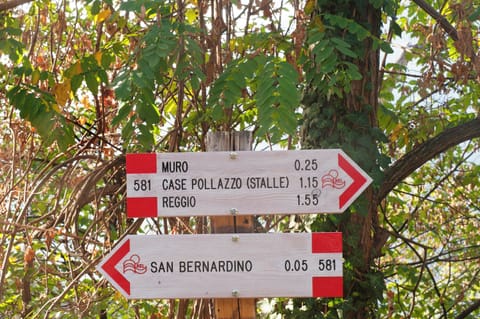 MURO 0.25
581 CASE POLLAZZO (STALLE) 1.15
REGGIO 1.55
SAN BERNARDINO 0.05 581